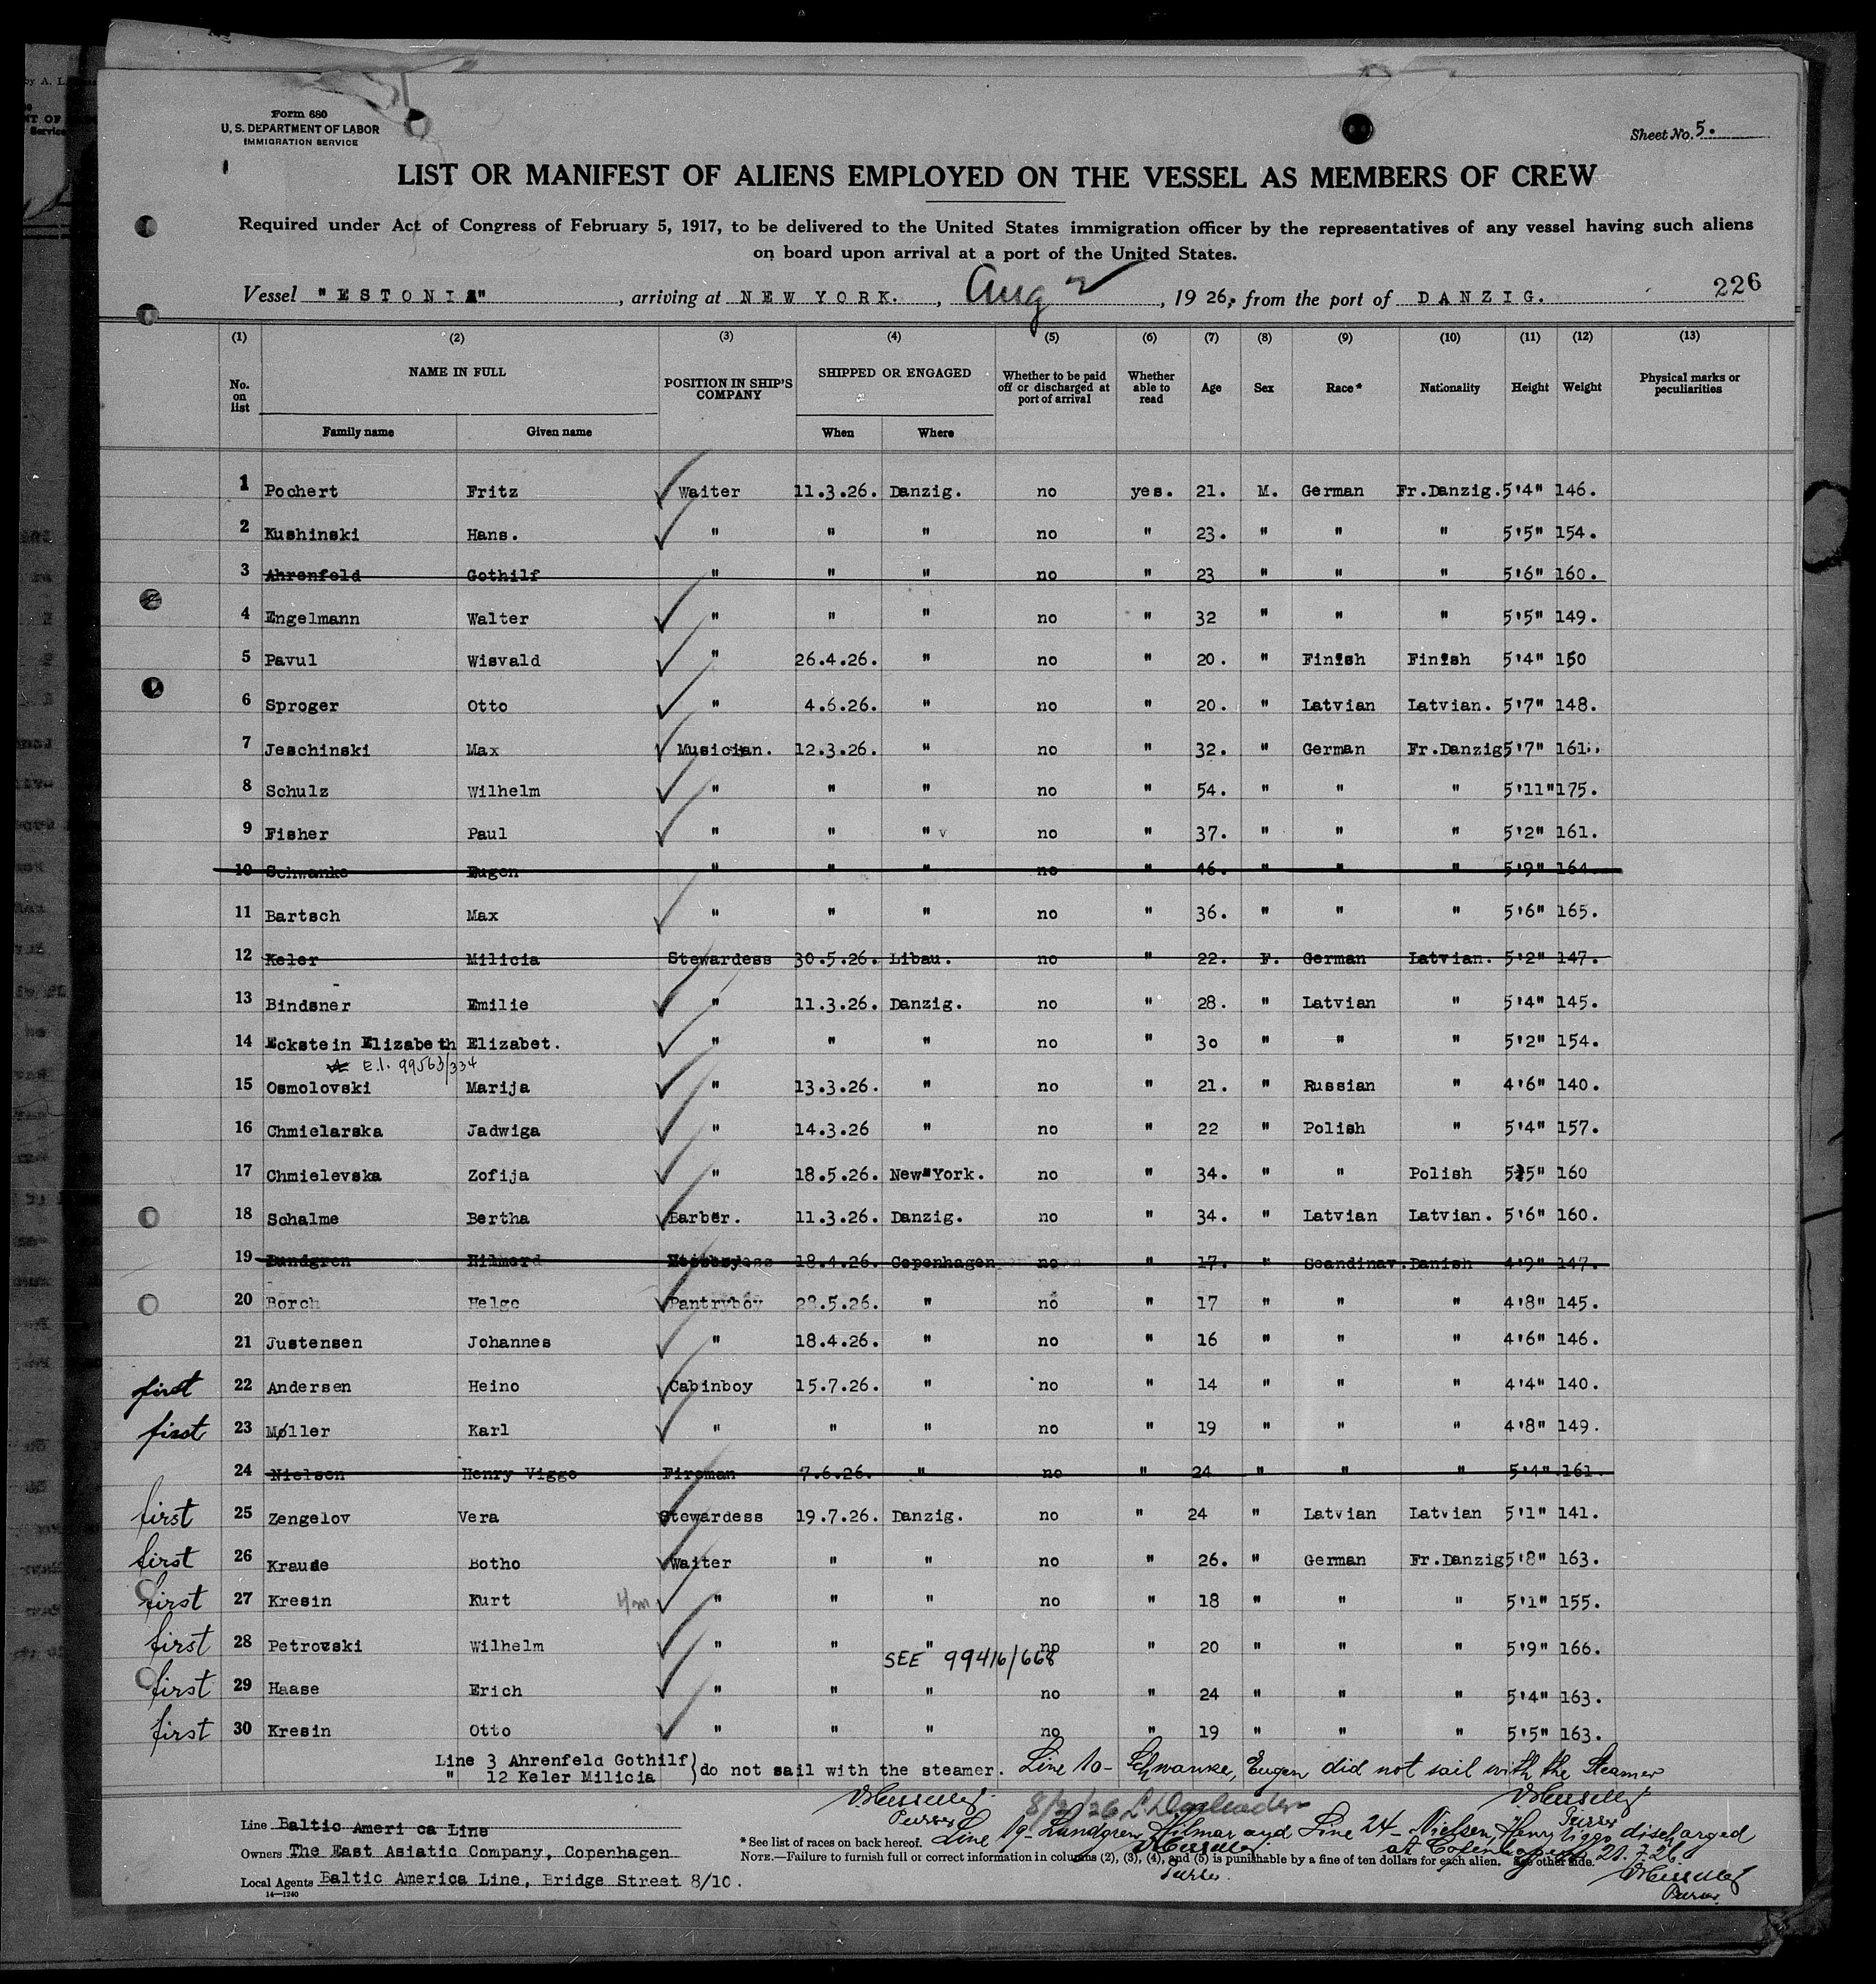 Form 680
U. S. DEPARTMENT OF LABOR
IMMIGRATION SERVICE
Sheet No. 5.
LIST OR MANIFEST OF ALIENS EMPLOYED ON THE VESSEL AS MEMBERS OF CREW
Required under Act of Congress of February 5, 1917, to be delivered to the United States immigration officer by the representatives of any vessel having such aliens
on board upon arrival at a port of the United States.
Vessel "ESTONIA", arriving at NEW YORK., Aug 2, 1926, from the port of DANZIG. 226
(1) (2) (3) (4) (5) (6) (7) (8) (9) (10) (11) (12) (13)
No. on list NAME IN FULL POSITION IN SHIP'S COMPANY SHIPPED OR ENGAGED Whether to be paid off or discharged at port of arrival Whether able to read Age Sex Race* Nationality Height Weight Physical marks or peculiarities
Family name Given name When Where
1 Pochert Fritz Waiter 11.3.26. Danzig. no yes. 21. M. German Fr.Danzig. 5'4" 146.
2 Kushinski Hans. " " " no " 23. " " " 5'5" 154.
3 Ahrenfeld Gothilf " " " no " 23 " " " 5'6" 160.
4 Engelmann Walter " " " no " 32 " " " 5'5" 149.
5 Pavul Wisvald " 26.4.26. " no " 20. " Finish Finish 5'4" 150
6 Sproger Otto " 4.6.26. " no " 20. " Latvian Latvian. 5'7" 148.
7 Jeschinski Max Musician. 12.3.26. " no " 32. " German Fr.Danzig 5'7" 161.
8 Schulz Wilhelm " " " no " 54. " " " 5'11" 175.
9 Fisher Paul " " " v no " 37. " " " 5'2" 161.
10 Schwanke Eugen " " " no " 46. " " " 5'9" 164.
11 Bartsch Max " " " no " 36. " " " 5'6" 165.
12 Keler Milicia Stewardess 30.5.26. Libau. no " 22. F. German Latvian. 5'2" 147.
13 Bindsner Emilie " 11.3.26. Danzig. no " 28. " Latvian " 5'4" 145.
14 Eckstein Elizabeth Elizabet. " " " no " 30 " " " 5'2" 154.
E.I. 99563/334
15 Osmolovski Marija " 13.3.26. " no " 21. " Russian " 4'6" 140.
16 Chmielarska Jadwiga " 14.3.26 " no " 22 " Polish " 5'4" 157.
17 Chmielevska Zofija " 18.5.26. New"York. no " 34. " " Polish 5'5" 160
18 Schalme Bertha Barber. 11.3.26. Danzig. no " 34. " Latvian Latvian. 5'6" 160.
19 Lundgren Hilmerd 18.4.26. Copenhagen no " 17. " Scandinav. Danish 4'9" 147.
20 Borch Helge Pantryboy 28.5.26. " no " 17 " " " 4'8" 145.
21 Justensen Johannes " 18.4.26. " no " 16 " " " 4'6" 146.
first 22 Andersen Heino Cabinboy 15.7.26. " no " 14 " " " 4'4" 140.
first 23 Møller Karl " " " no " 19 " " " 4'8" 149.
24 Nielsen Henry Viggo Fireman 7.6.26. " no " 24 " " " 5'4" 161.
first 25 Zengelov Vera Stewardess 19.7.26. Danzig. no " 24 " Latvian Latvian 5'1" 141.
first 26 Krause Botho Waiter " " no " 26. " German Fr.Danzig 5'8" 163.
first 27 Kresin Kurt " " " no " 18 " " " 5'1" 155.
first 28 Petrovski Wilhelm " " " no " 20 " " " 5'9" 166.
SEE 99416/668
first 29 Haase Erich " " " no " 24 " " " 5'4" 163.
first 30 Kresin Otto " " " no " 19 " " " 5'5" 163.
Line 3 Ahrenfeld Gothilf
" 12 Keler Milicia } do not sail with the steamer. Line 10 - Schwanke, Eugen did not sail with the Steamer
Purser 8/2/26 Purser
Line Baltic Ameri ca Line
Line 19 - Lundgren, Hilmar and Line 24 - Nielsen, Henry Viggo discharged
at Copenhagen 20.7.26
*See list of races on back hereof.
Owners The East Asiatic Company, Copenhagen
NOTE.—Failure to furnish full or correct information in columns (2), (3), (4), and (5) is punishable by a fine of ten dollars for each alien. See other side.
Purser.
Local Agents Baltic America Line, Bridge Street 8/10.
Purser
14—1240